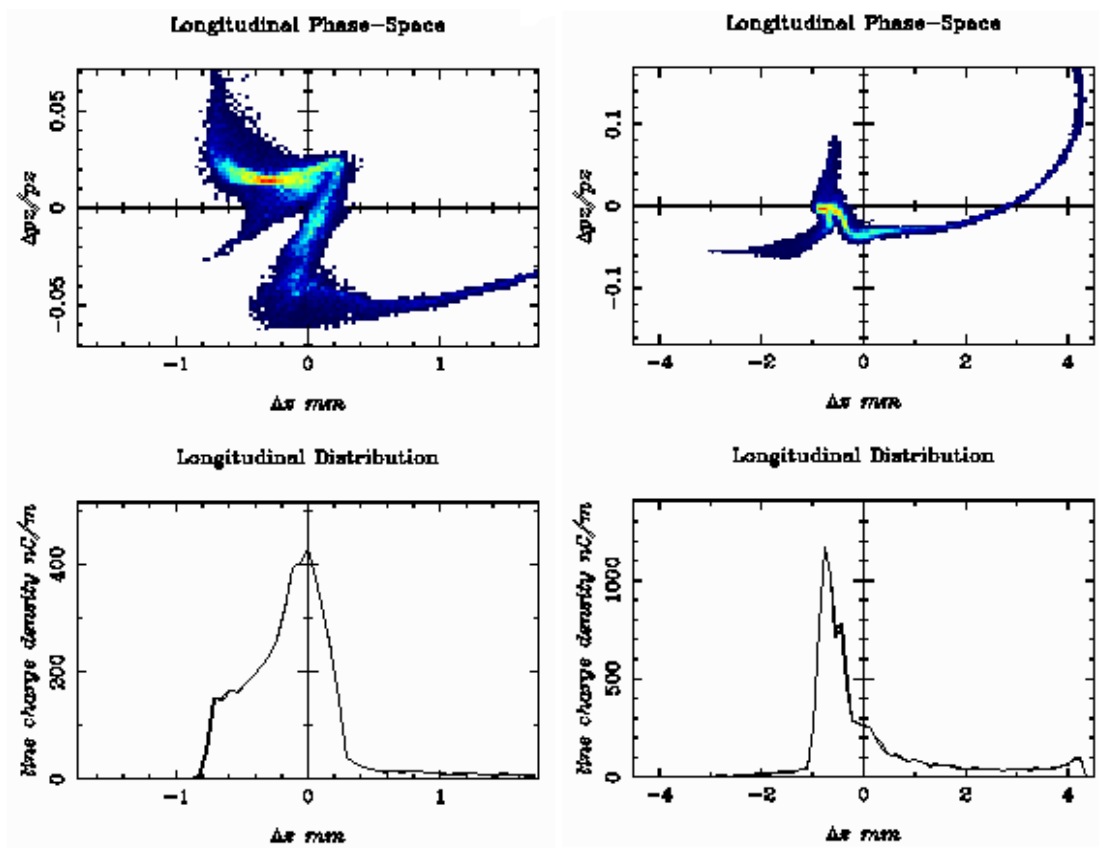 Longitudinal Phase-Space
Δpz/pz
0.05
0
-0.05
-1 0 1
Δz mm
Longitudinal Phase-Space
Δpz/pz
0.1
0
-0.1
-4 -2 0 2 4
Δz mm
Longitudinal Distribution
line charge density nC/m
400
200
0
-1 0 1
Δz mm
Longitudinal Distribution
line charge density nC/m
1000
500
0
-4 -2 0 2 4
Δz mm